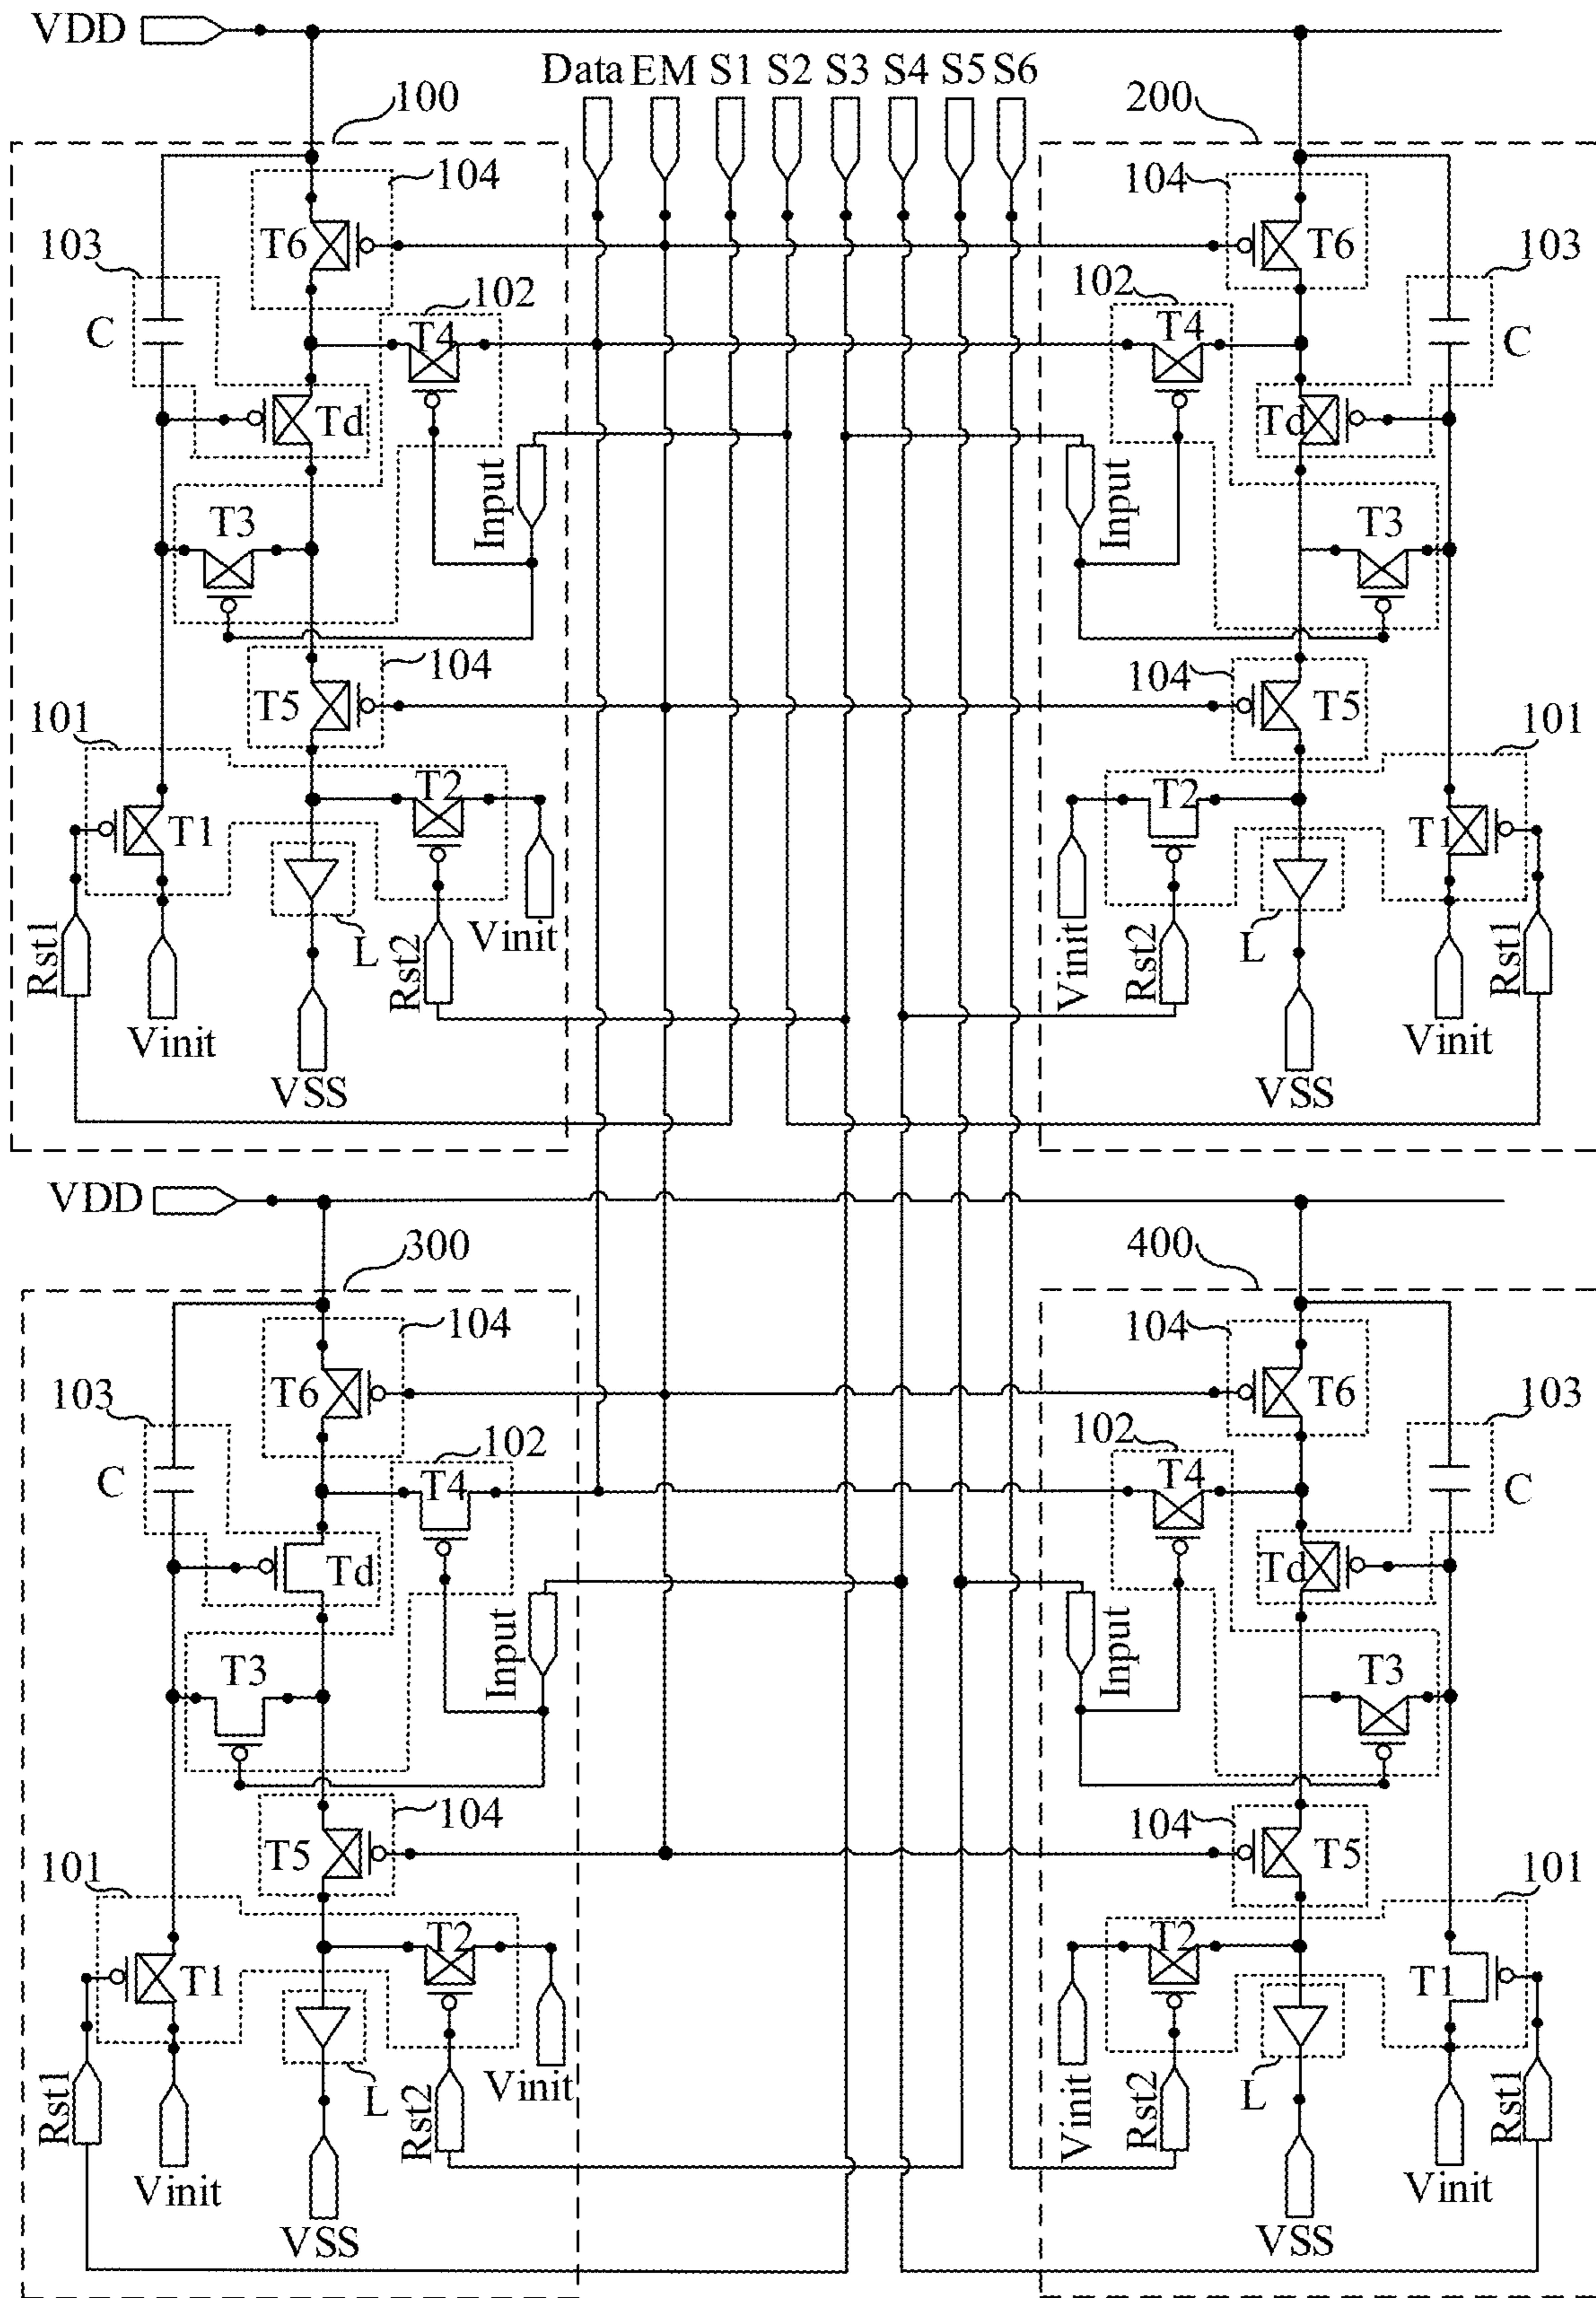 VDD
Data EM S1 S2 S3 S4 S5 S6
100
200
104
104
T6
T6
103
103
102
102
T4
T4
C
C
Td
Td
Input
Input
T3
T3
104
104
T5
T5
101
101
T2
T2
T1
T1
Rst1
Vinit
L
Rst2
Vinit
Vinit
Rst2
L
Vinit
Rst1
VSS
VSS
VDD
300
400
104
104
T6
T6
103
103
102
102
T4
T4
C
C
Td
Td
Input
Input
T3
T3
104
104
T5
T5
101
101
T2
T2
T1
T1
Rst1
Vinit
L
Rst2
Vinit
Vinit
Rst2
L
Vinit
Rst1
VSS
VSS